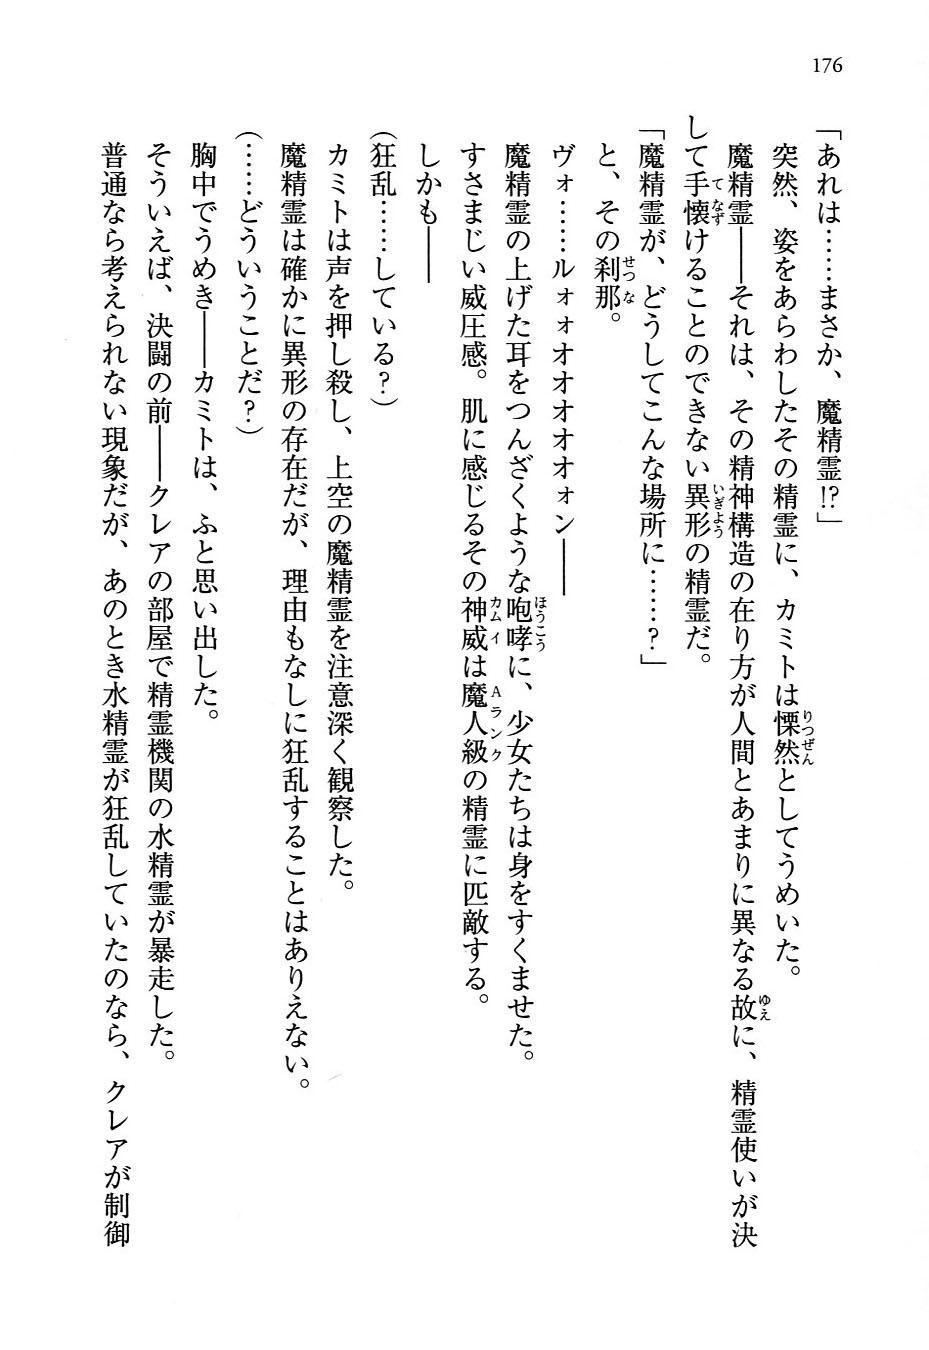 176
「あれは……まさか、魔精霊!?」
突然、姿をあらわしたその精霊に、カミトは慄然としてうめいた。
魔精霊――それは、その精神構造の在り方が人間とあまりに異なる故に、精霊使いが決
して手懐けることのできない異形の精霊だ。
「魔精霊が、どうしてこんな場所に……？」
と、その刹那。
ヴォ……ルォォオオオオォン――
魔精霊の上げた耳をつんざくような咆哮に、少女たちは身をすくませた。
すさまじい威圧感。肌に感じるその神威は魔人級の精霊に匹敵する。
しかも――
（狂乱……している？）
カミトは声を押し殺し、上空の魔精霊を注意深く観察した。
魔精霊は確かに異形の存在だが、理由もなしに狂乱することはありえない。
（……どういうことだ？）
胸中でうめき――カミトは、ふと思い出した。
そういえば、決闘の前――クレアの部屋で精霊機関の水精霊が暴走した。
普通なら考えられない現象だが、あのとき水精霊が狂乱していたのなら、クレアが制御